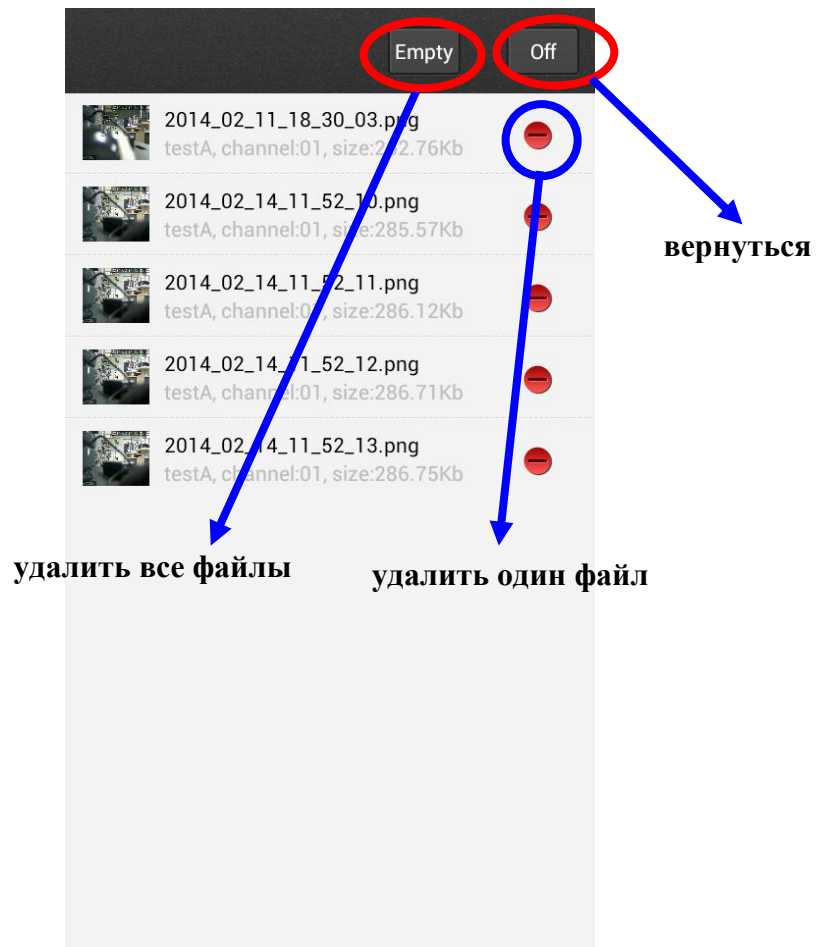 Empty Off
2014_02_11_18_30_03.png
testA, channel:01, size:282.76Kb
2014_02_14_11_52_10.png
testA, channel:01, size:285.57Kb
вернуться
2014_02_14_11_52_11.png
testA, channel:01, size:286.12Kb
2014_02_14_11_52_12.png
testA, channel:01, size:286.71Kb
2014_02_14_11_52_13.png
testA, channel:01, size:286.75Kb
удалить все файлы
удалить один файл